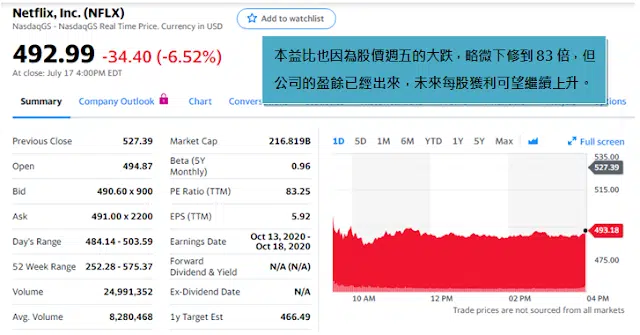 Netflix, Inc. (NFLX)
NasdaqGS - NasdaqGS Real Time Price. Currency in USD
Add to watchlist
492.99 -34.40 (-6.52%)
At close: July 17 4:00PM EDT
本益比也因為股價週五的大跌，略微下修到 83 倍，但
公司的盈餘已經出來，未來每股獲利可望繼續上升。
Summary Company Outlook Chart
Previous Close 527.39
Open 494.87
Bid 490.60 x 900
Ask 491.00 x 2200
Day's Range 484.14 - 503.59
52 Week Range 252.28 - 575.37
Volume 24,991,352
Avg. Volume 8,280,468
Market Cap 216.819B
Beta (5Y
Monthly) 0.96
PE Ratio (TTM) 83.25
EPS (TTM) 5.92
Earnings Date Oct 13, 2020 -
Oct 18, 2020
Forward
Dividend & Yield N/A (N/A)
Ex-Dividend Date N/A
1y Target Est 466.49
1D 5D 1M 6M YTD 1Y 5Y Max Full screen
535.00
527.39
515.00
493.18
475.00
10 AM 12 PM 02 PM 04 PM
Trade prices are not sourced from all markets